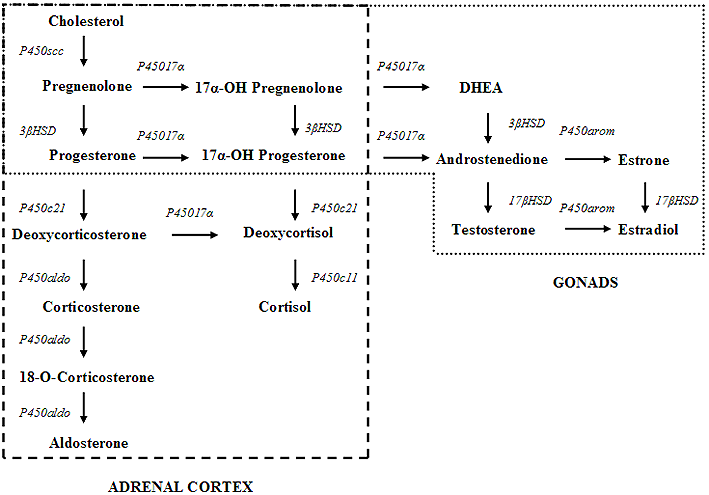 Cholesterol
P450scc
P45017α P45017α
Pregnenolone 17α-OH Pregnenolone DHEA
3βHSD P45017α 3βHSD P45017α 3βHSD P450arom
Progesterone 17α-OH Progesterone Androstenedione Estrone
P450c21 P45017α P450c21 17βHSD P450arom 17βHSD
Deoxycorticosterone Deoxycortisol Testosterone Estradiol
P450aldo P450c11 GONADS
Corticosterone Cortisol
P450aldo
18-O-Corticosterone
P450aldo
Aldosterone
ADRENAL CORTEX